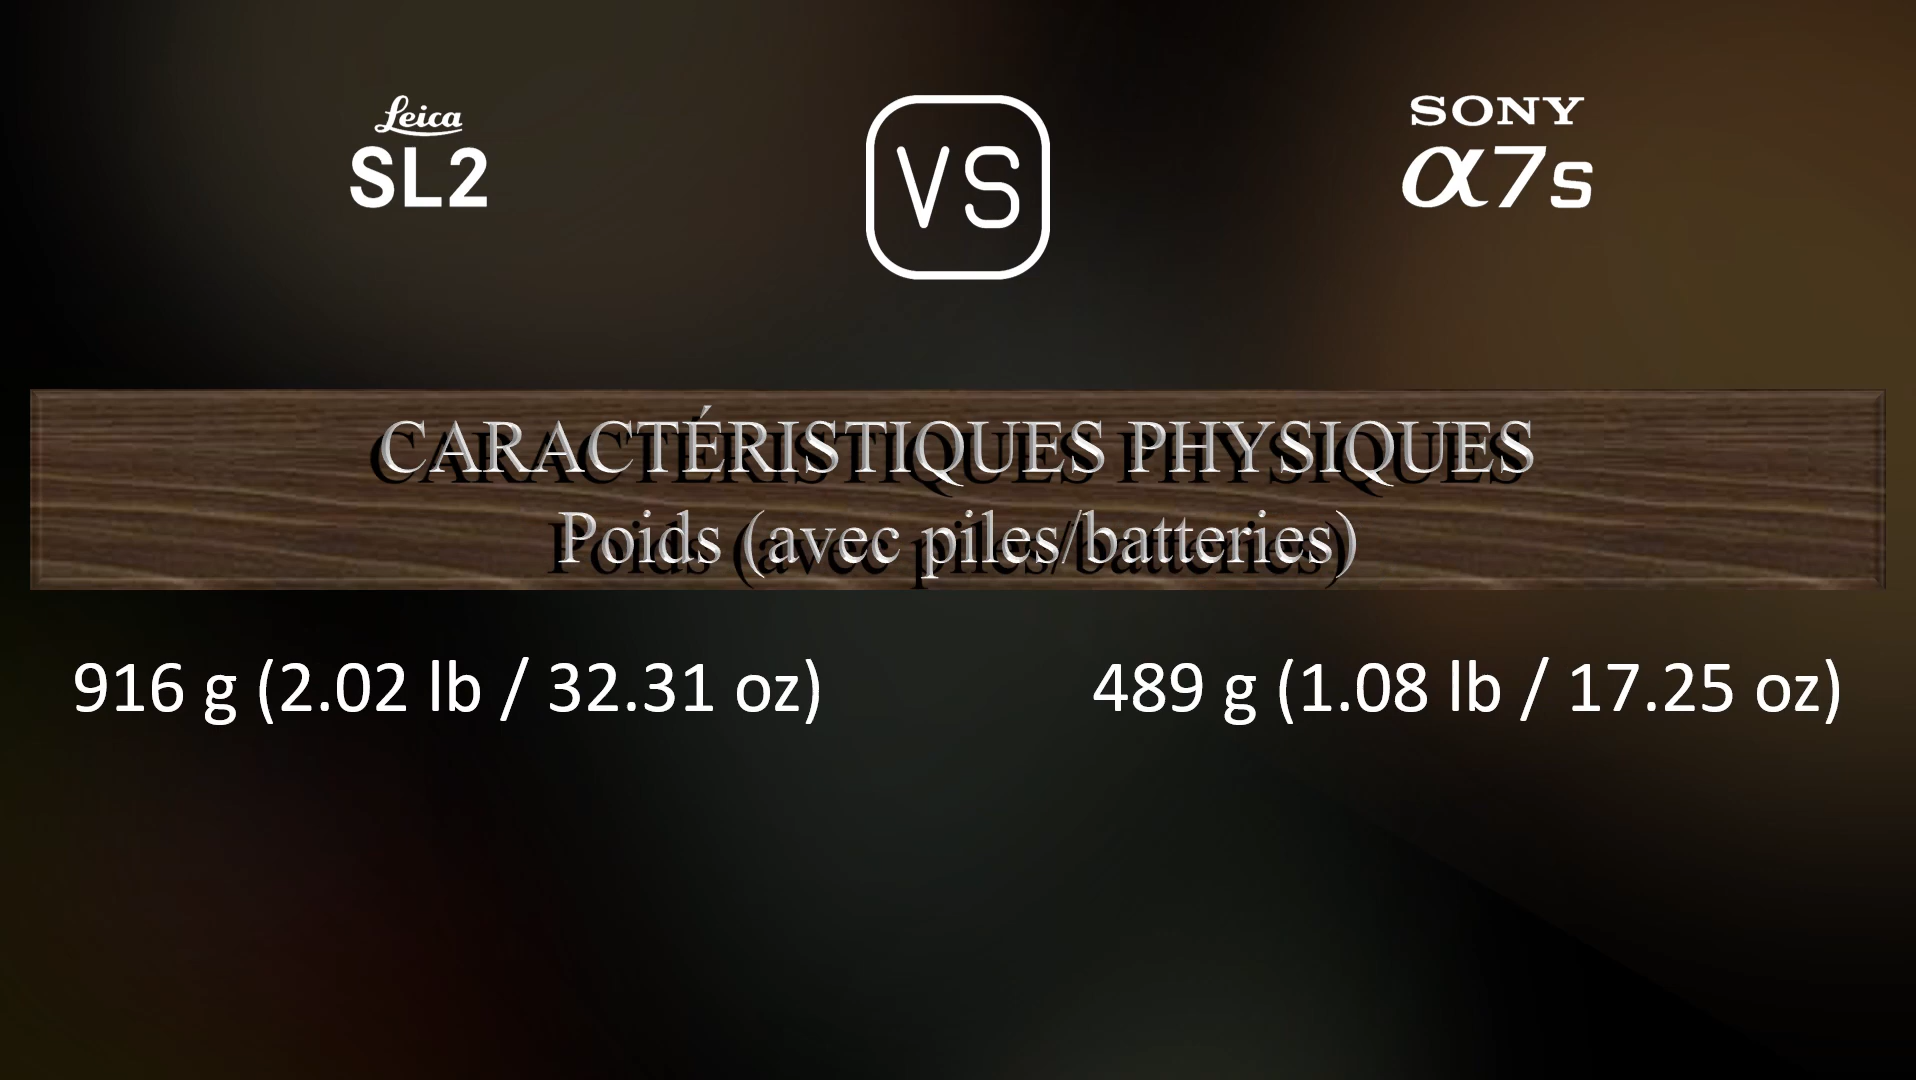 Leica
SL2
VS
SONY
α7s
CARACTÉRISTIQUES PHYSIQUES
Poids (avec piles/batteries)
916 g (2.02 lb / 32.31 oz)
489 g (1.08 lb / 17.25 oz)